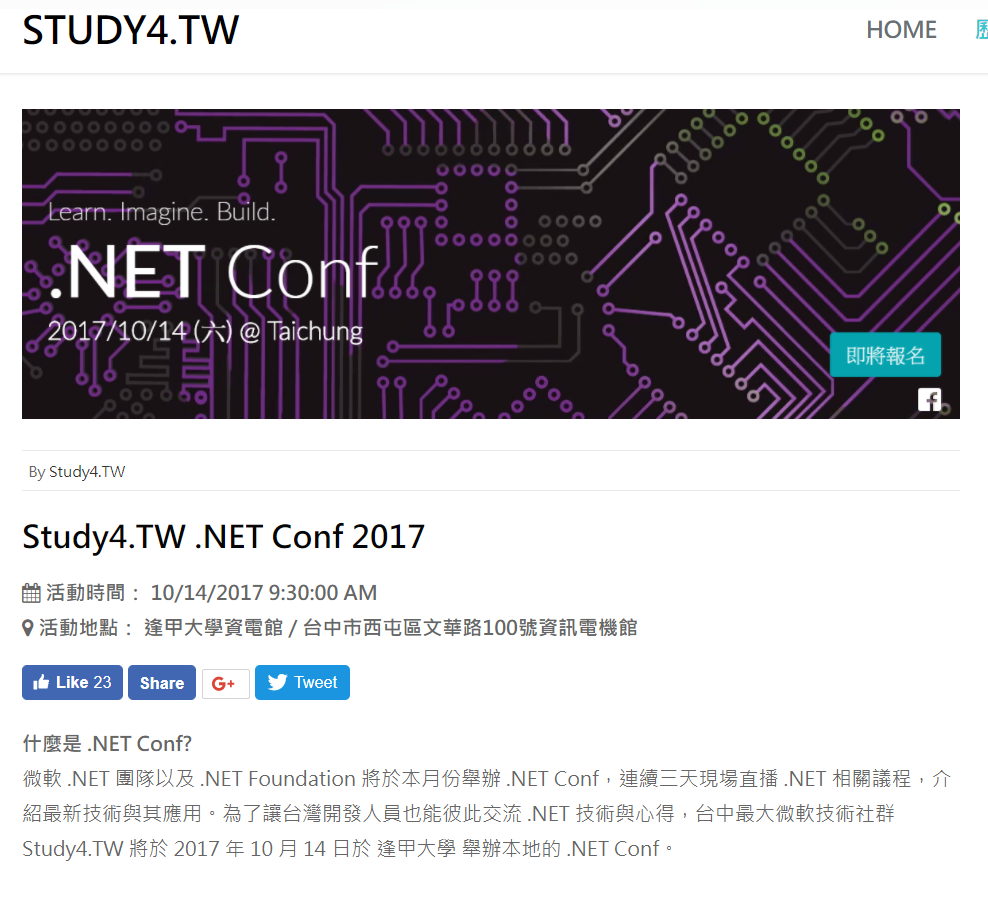 STUDY4.TW
HOME
Learn. Imagine. Build.
.NET Conf
2017/10/14 (六) @ Taichung
即將報名
By Study4.TW
Study4.TW .NET Conf 2017
活動時間： 10/14/2017 9:30:00 AM
活動地點： 逢甲大學資電館 / 台中市西屯區文華路100號資訊電機館
Like 23 Share G+ Tweet
什麼是 .NET Conf?
微軟 .NET 團隊以及 .NET Foundation 將於本月份舉辦 .NET Conf，連續三天現場直播 .NET 相關議程，介
紹最新技術與其應用。為了讓台灣開發人員也能彼此交流 .NET 技術與心得，台中最大微軟技術社群
Study4.TW 將於 2017 年 10 月 14 日於 逢甲大學 舉辦本地的 .NET Conf。